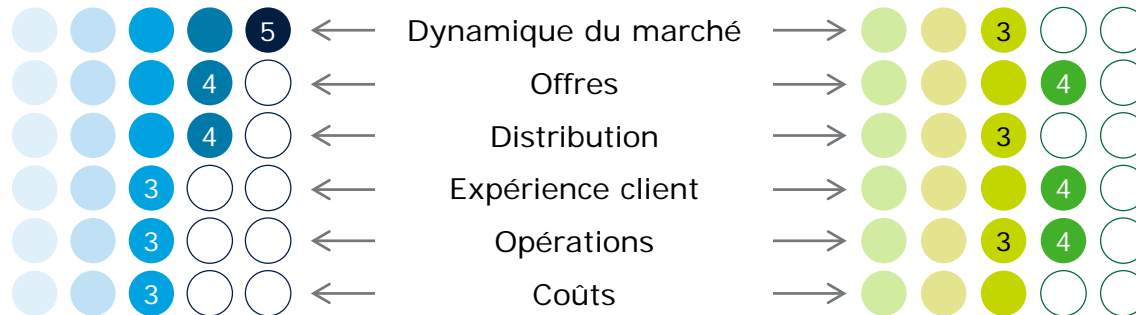 5 Dynamique du marché 3
4 Offres 4
4 Distribution 3
3 Expérience client 4
3 Opérations 3 4
3 Coûts